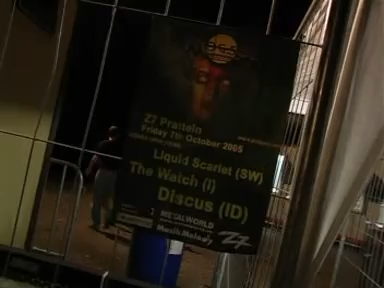 Z7 Pratteln
Friday 7th October 2005
Liquid Scarlet (SW)
The Watch (I)
Discus (ID)
METALWORLD
Musik Melody
Z7